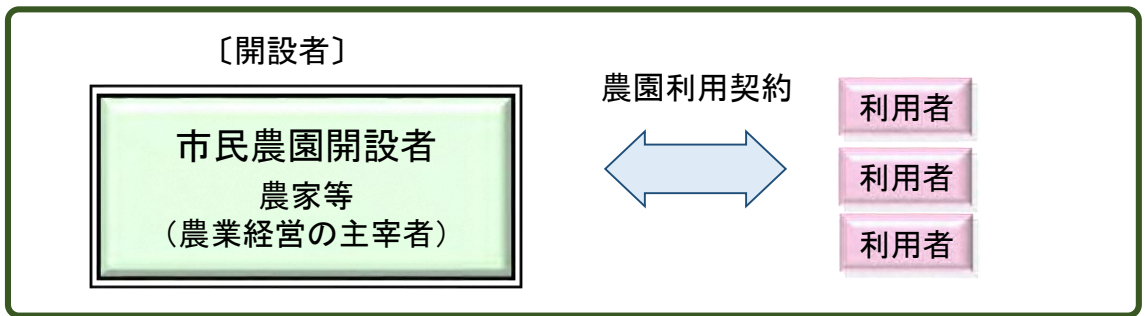 〔開設者〕
市民農園開設者
農家等
（農業経営の主宰者）
農園利用契約
利用者
利用者
利用者